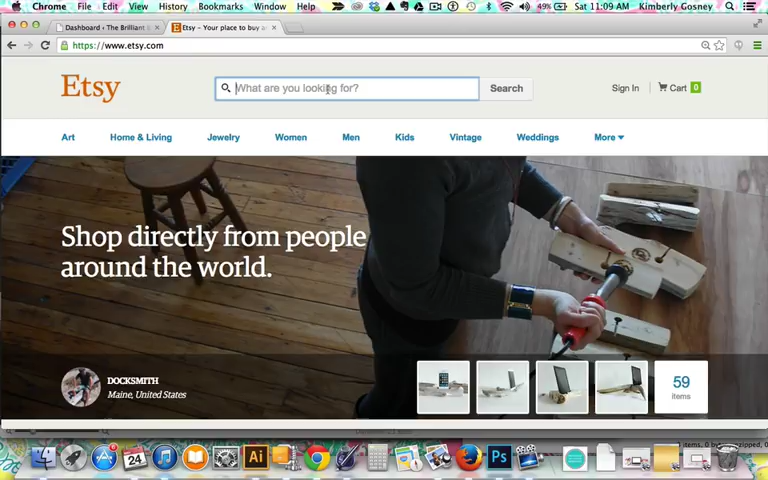 Chrome File Edit View History Bookmarks Window Help
49% Sat 11:09 AM Kimberly Gosney
Dashboard ‹ The Brilliant
Etsy - Your place to buy a
https://www.etsy.com
Etsy
What are you looking for?
Search
Sign In
Cart 0
Art Home & Living Jewelry Women Men Kids Vintage Weddings More
Shop directly from people
around the world.
DOCKSMITH
Maine, United States
59
items
24
Ai
Ps